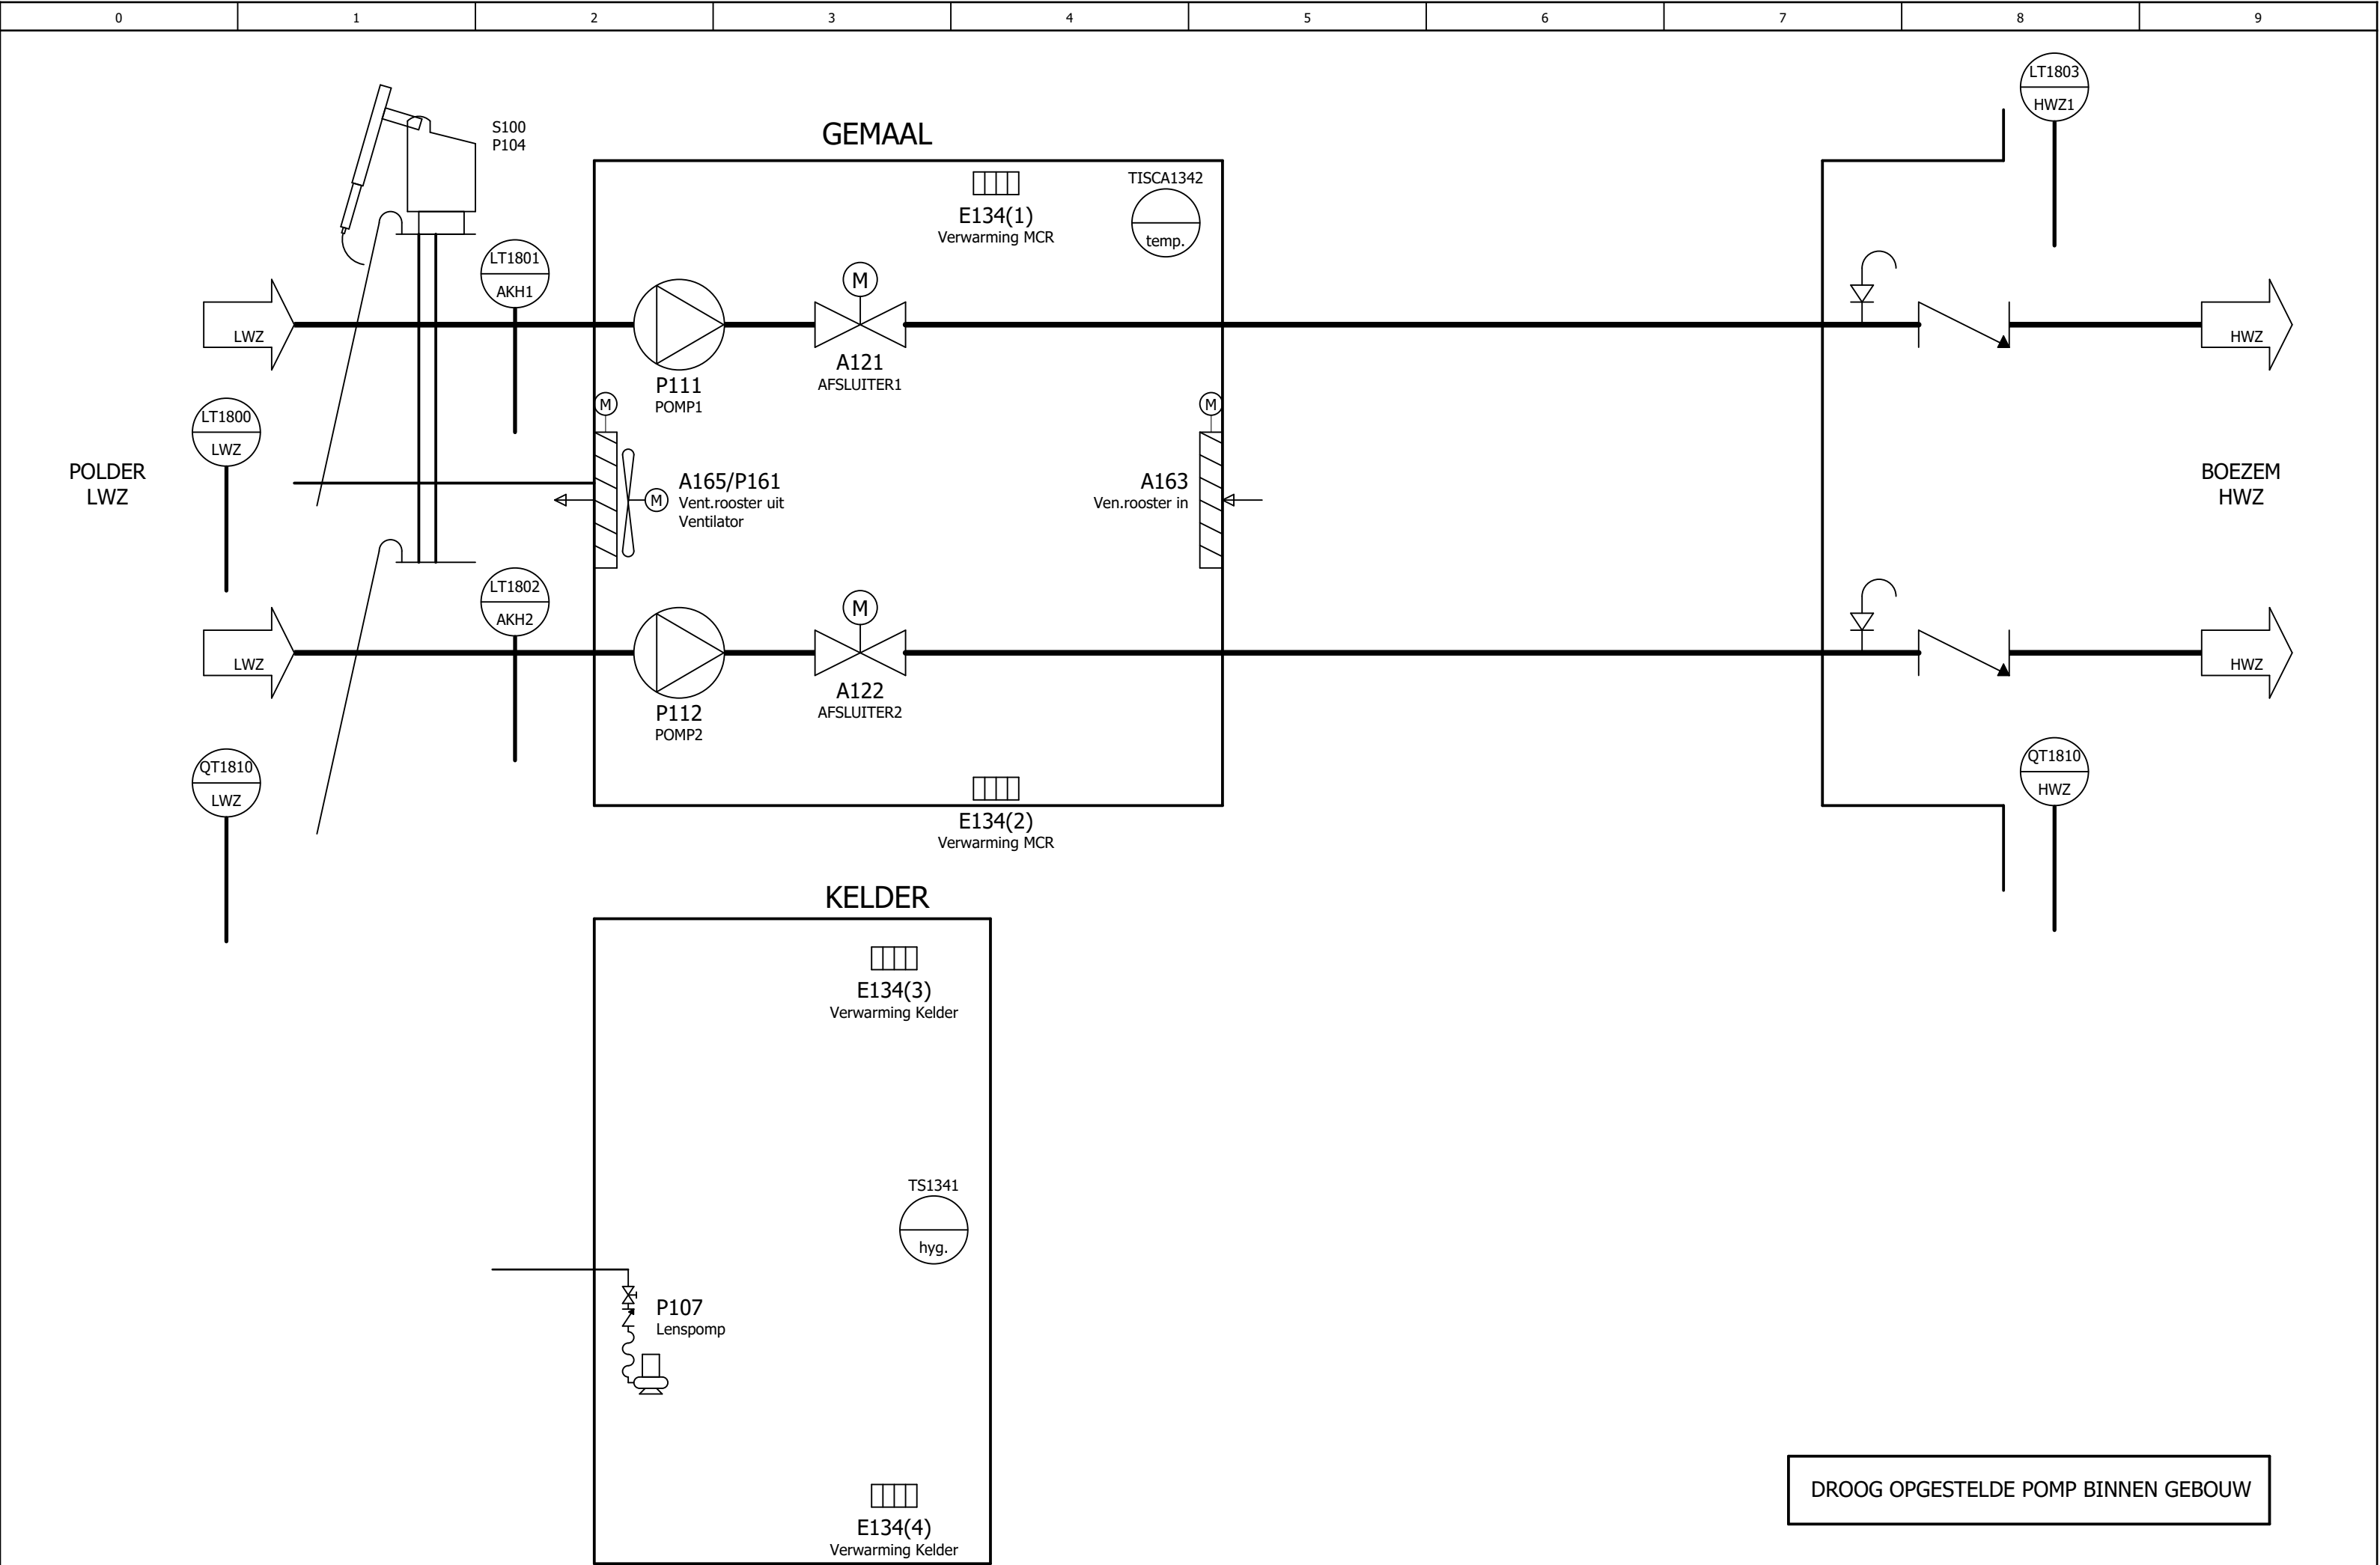 0 1 2 3 4 5 6 7 8 9
LT1803
HWZ1
S100
P104
GEMAAL
TISCA1342
temp.
E134(1)
Verwarming MCR
LT1801
AKH1
M
M
LWZ
HWZ
P111
POMP1
A121
AFSLUITER1
M
M
LT1800
LWZ
POLDER
LWZ
A165/P161
Vent.rooster uit
Ventilator
M
A163
Ven.rooster in
BOEZEM
HWZ
LT1802
AKH2
M
LWZ
HWZ
P112
POMP2
A122
AFSLUITER2
QT1810
LWZ
QT1810
HWZ
E134(2)
Verwarming MCR
KELDER
E134(3)
Verwarming Kelder
TS1341
hyg.
P107
Lenspomp
E134(4)
Verwarming Kelder
DROOG OPGESTELDE POMP BINNEN GEBOUW